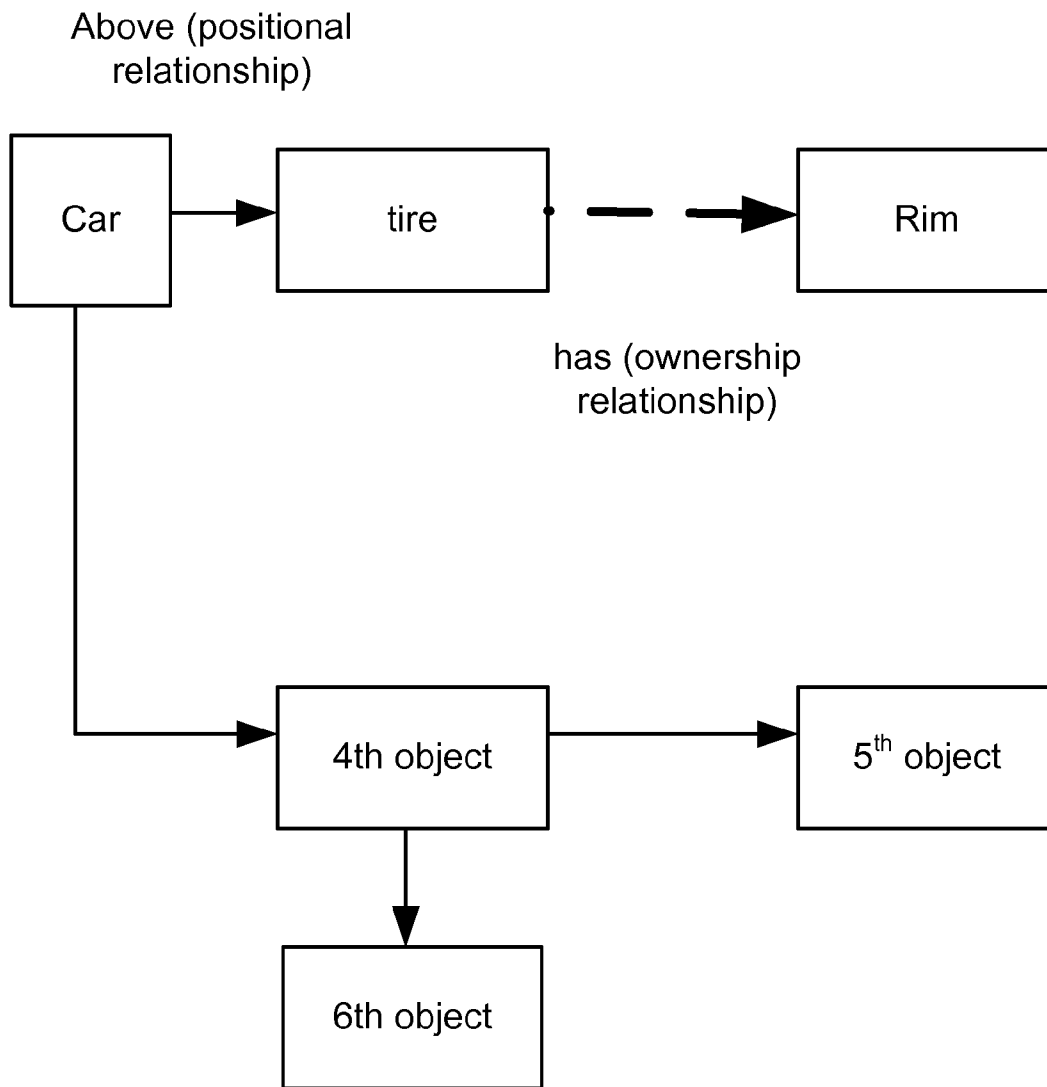 Above (positional
relationship)
Car
tire
Rim
has (ownership
relationship)
4th object
5th object
6th object